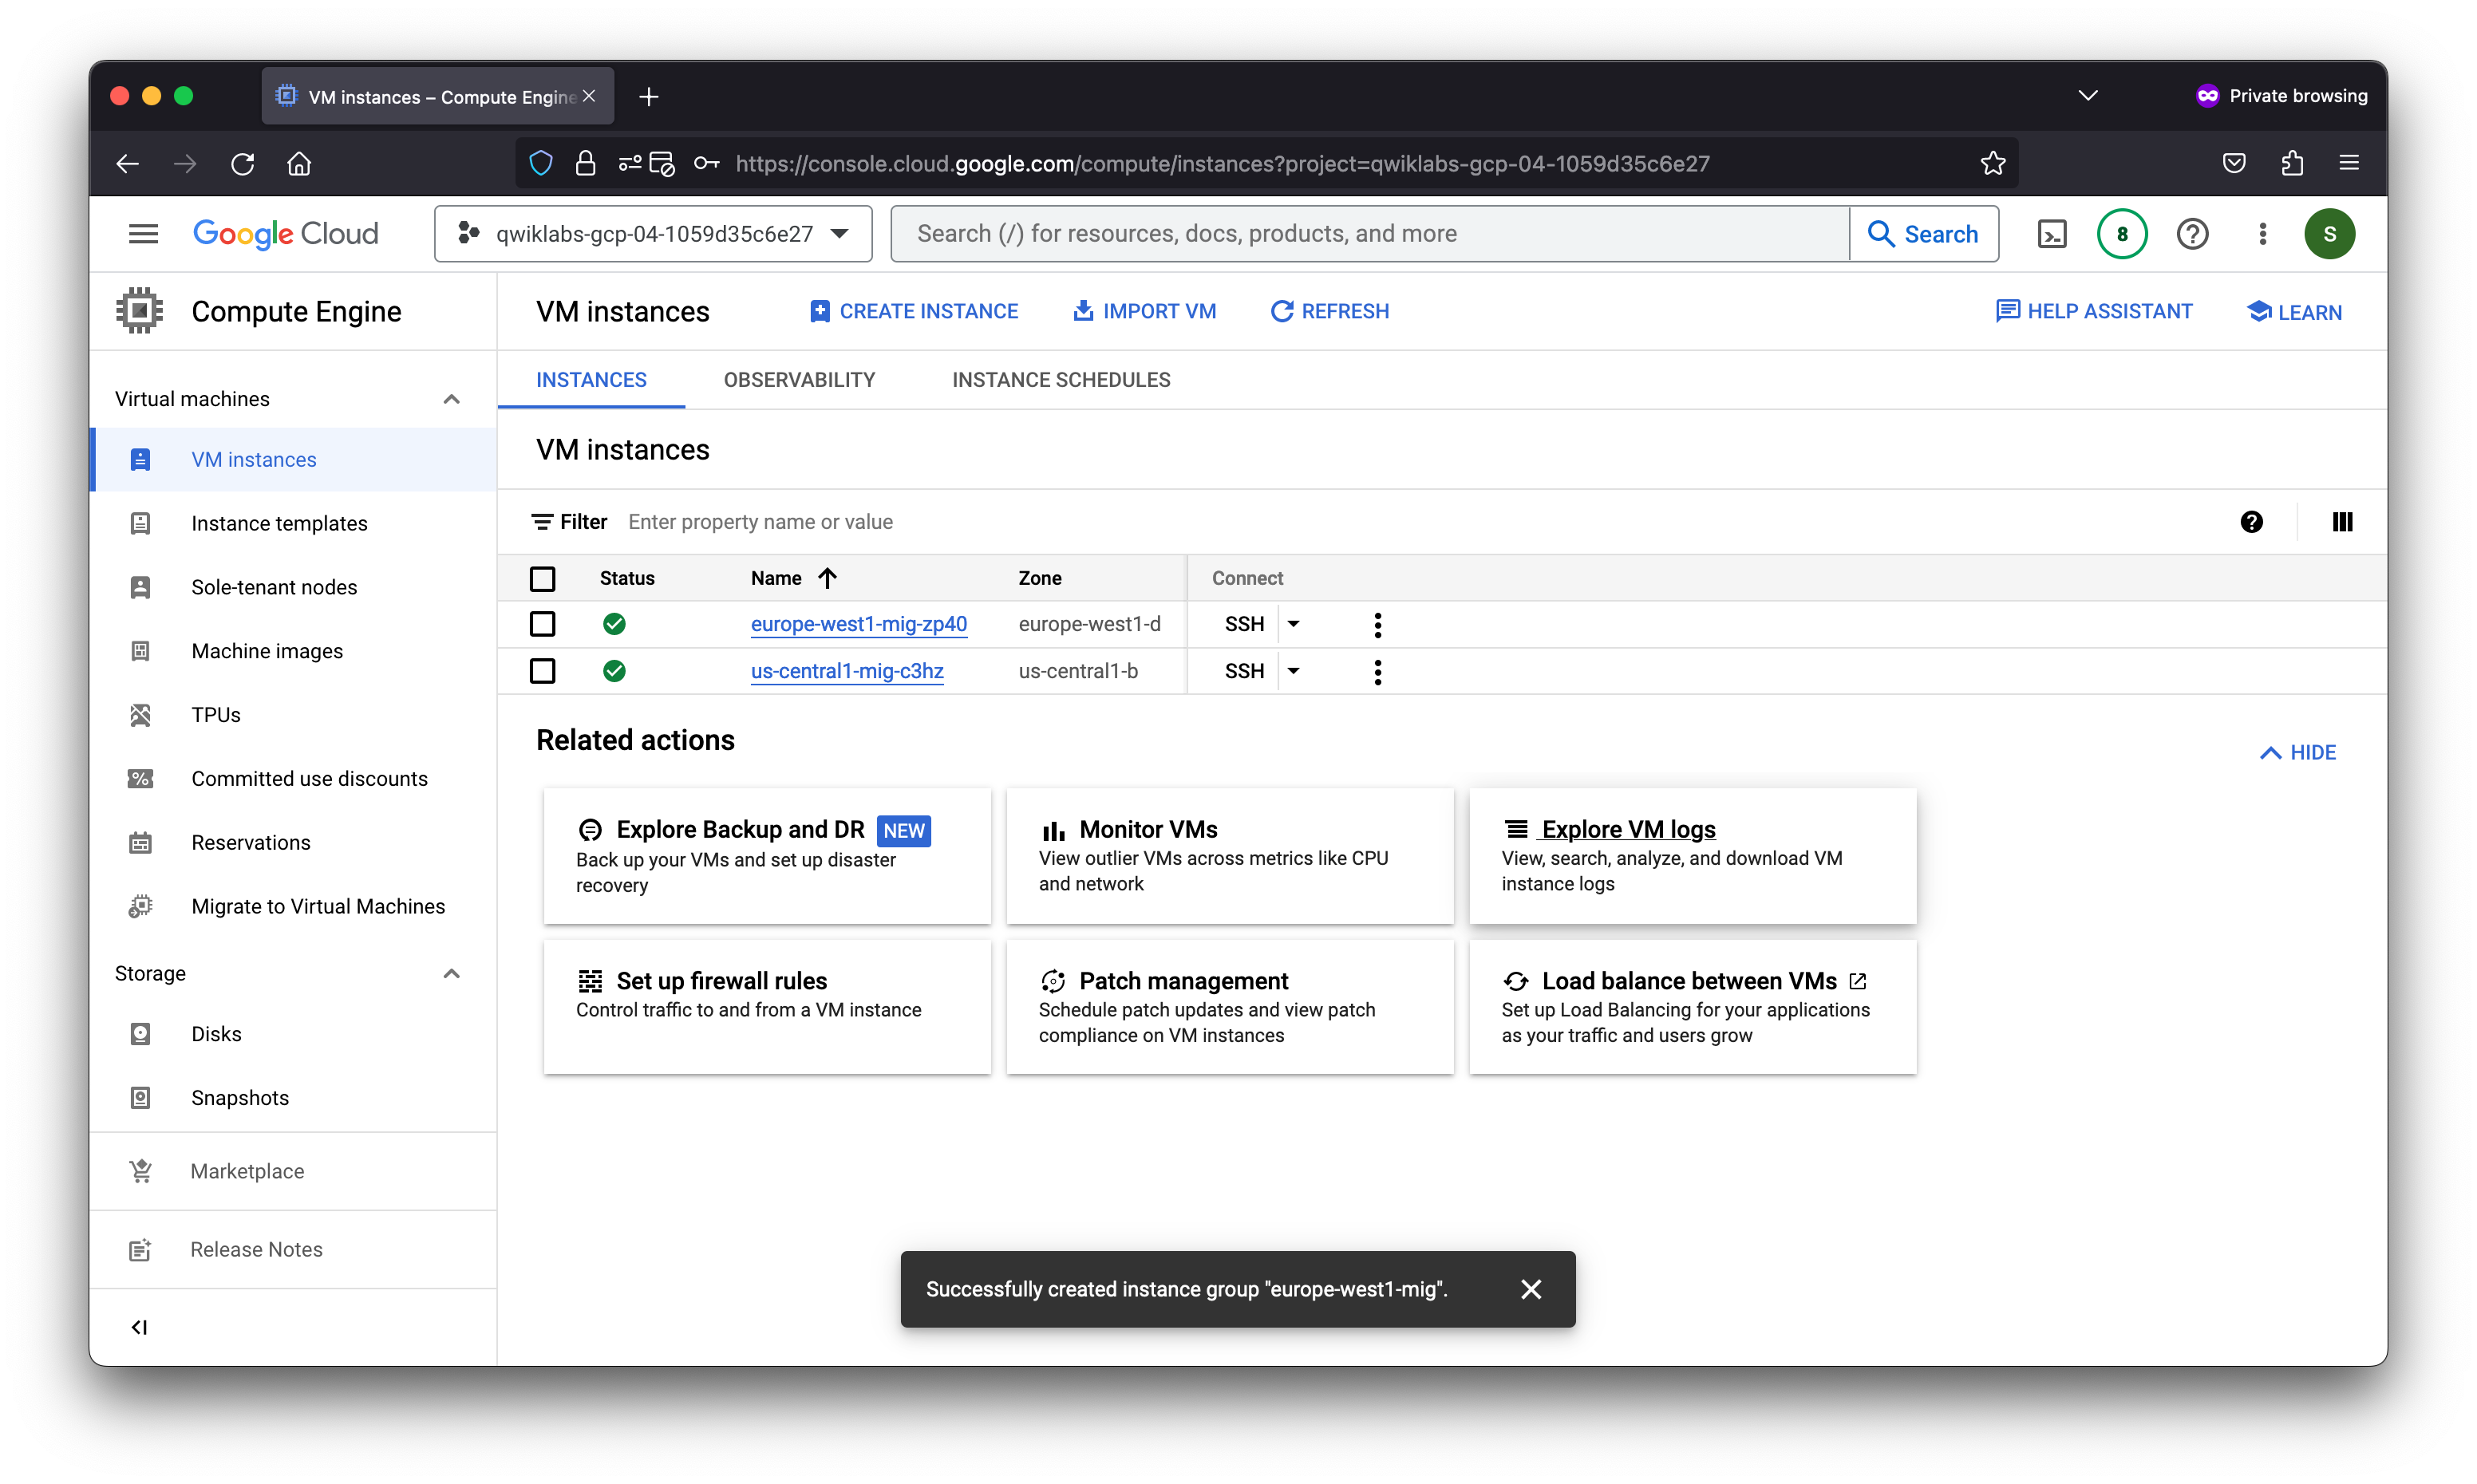 VM instances – Compute Engine
Private browsing
https://console.cloud.google.com/compute/instances?project=qwiklabs-gcp-04-1059d35c6e27
Google Cloud
qwiklabs-gcp-04-1059d35c6e27
Search (/) for resources, docs, products, and more
Search
8
S
Compute Engine
VM instances
CREATE INSTANCE
IMPORT VM
REFRESH
HELP ASSISTANT
LEARN
Virtual machines
VM instances
Instance templates
Sole-tenant nodes
Machine images
TPUs
Committed use discounts
Reservations
Migrate to Virtual Machines
Storage
Disks
Snapshots
Marketplace
Release Notes
INSTANCES
OBSERVABILITY
INSTANCE SCHEDULES
VM instances
Filter Enter property name or value
Status Name Zone Connect
europe-west1-mig-zp40 europe-west1-d SSH
us-central1-mig-c3hz us-central1-b SSH
Related actions
HIDE
Explore Backup and DR NEW
Back up your VMs and set up disaster
recovery
Monitor VMs
View outlier VMs across metrics like CPU
and network
Explore VM logs
View, search, analyze, and download VM
instance logs
Set up firewall rules
Control traffic to and from a VM instance
Patch management
Schedule patch updates and view patch
compliance on VM instances
Load balance between VMs
Set up Load Balancing for your applications
as your traffic and users grow
Successfully created instance group "europe-west1-mig".